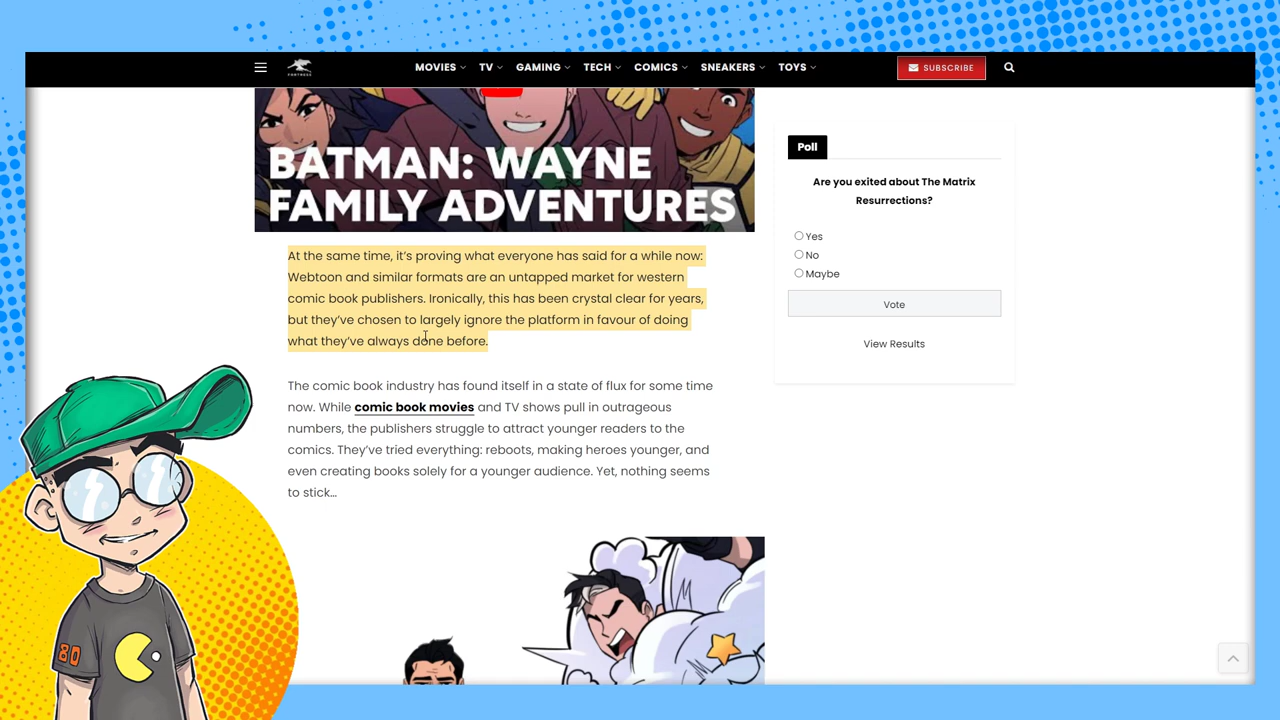 FORTRESS
MOVIES TV GAMING TECH COMICS SNEAKERS TOYS
SUBSCRIBE
BATMAN: WAYNE
FAMILY ADVENTURES
At the same time, it's proving what everyone has said for a while now:
Webtoon and similar formats are an untapped market for western
comic book publishers. Ironically, this has been crystal clear for years,
but they've chosen to largely ignore the platform in favour of doing
what they've always done before.
The comic book industry has found itself in a state of flux for some time
now. While comic book movies and TV shows pull in outrageous
numbers, the publishers struggle to attract younger readers to the
comics. They've tried everything: reboots, making heroes younger, and
even creating books solely for a younger audience. Yet, nothing seems
to stick…
Poll
Are you exited about The Matrix
Resurrections?
Yes
No
Maybe
Vote
View Results
80